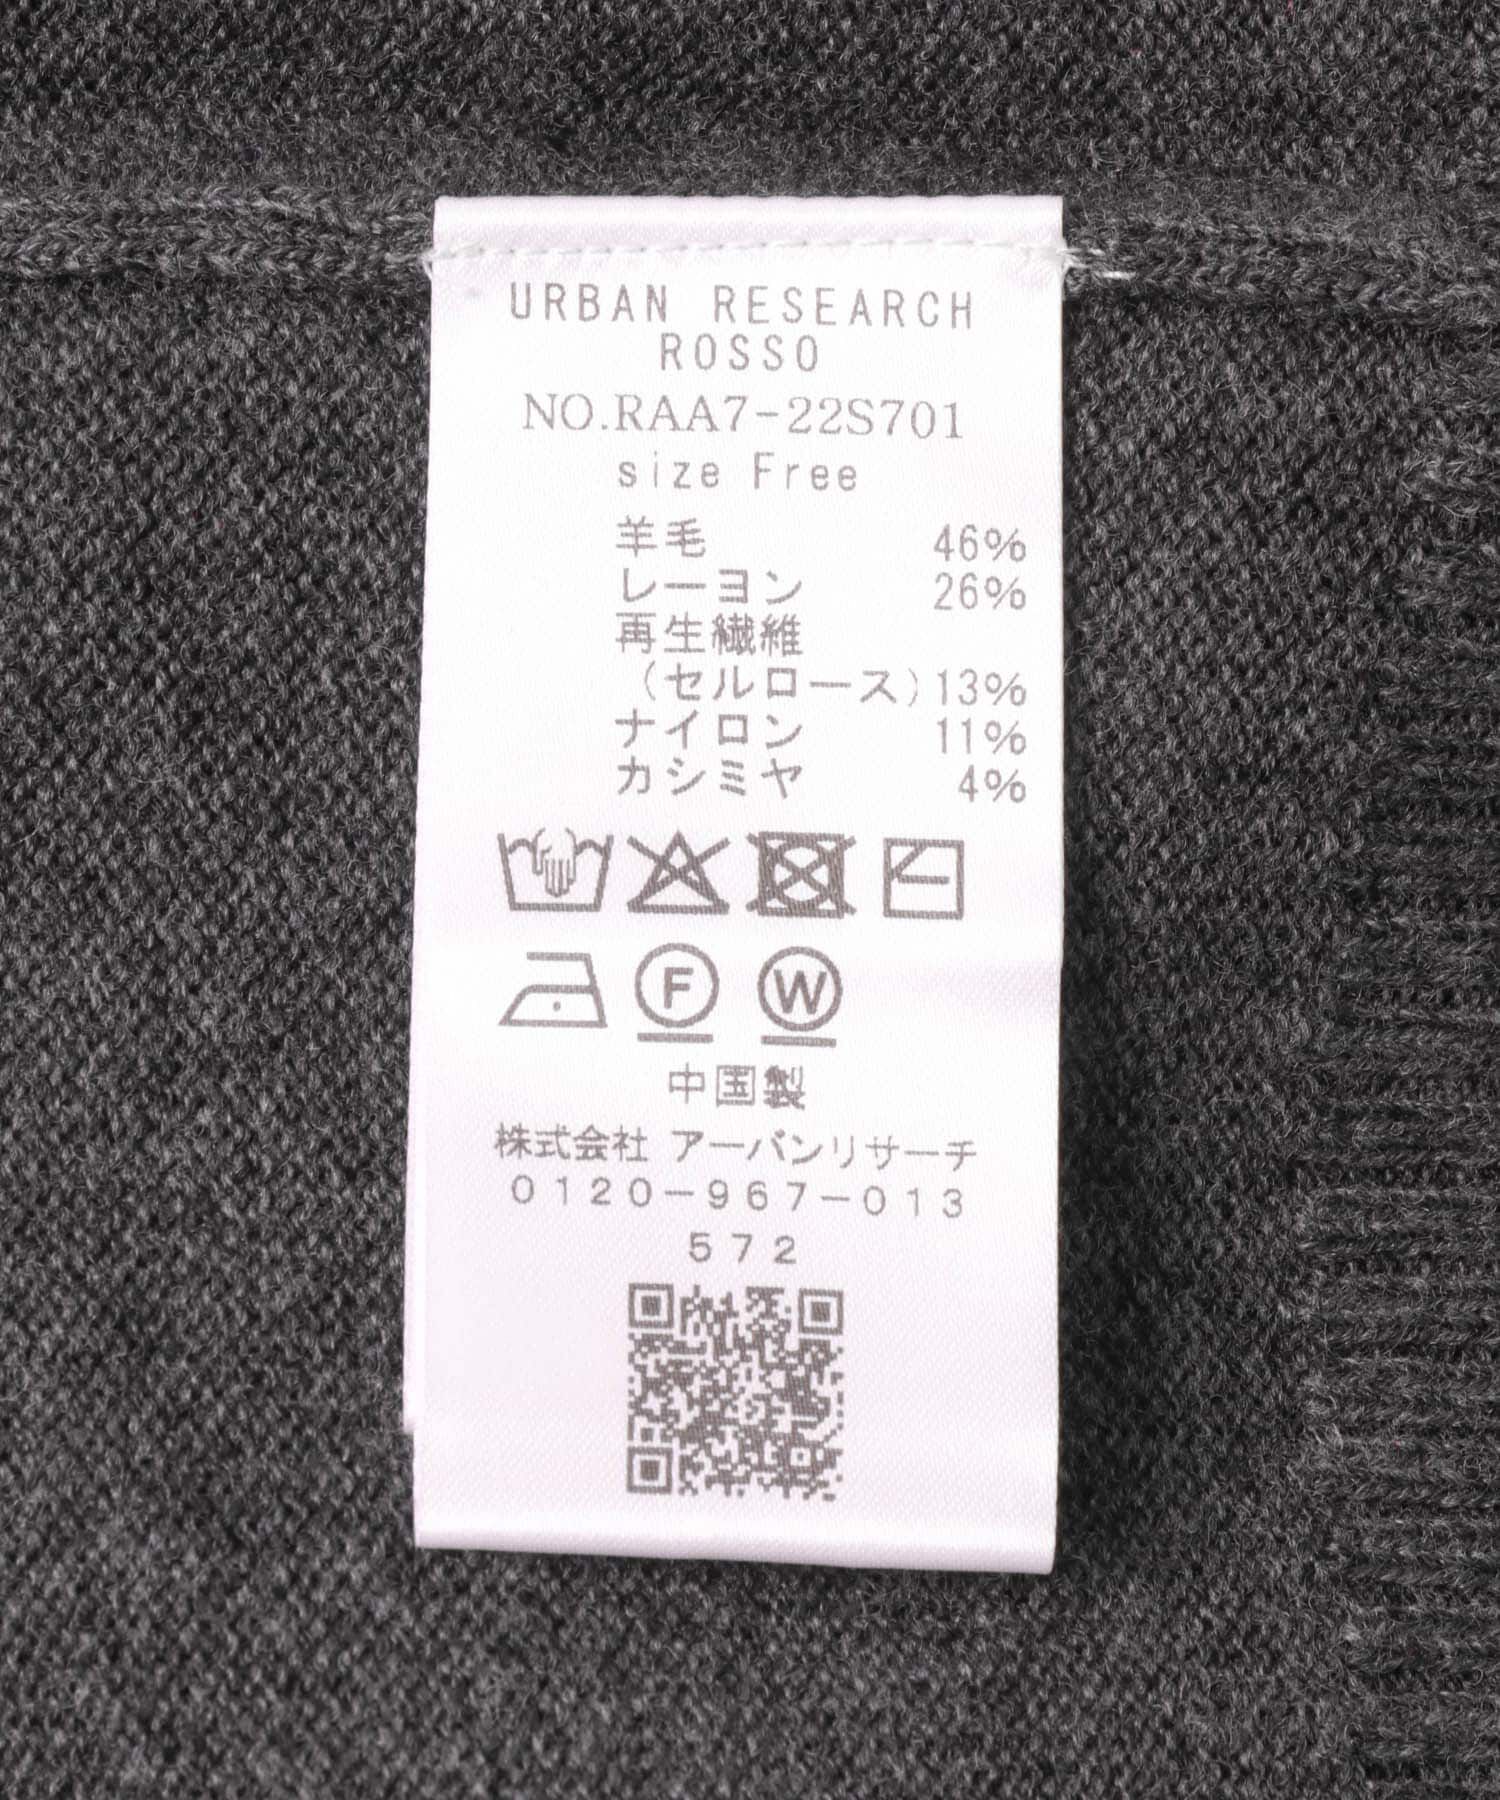 URBAN RESEARCH
ROSSO
NO.RAA7-22S701
size Free
羊毛 46%
レーヨン 26%
再生繊維
(セルロース)13%
ナイロン 11%
カシミヤ 4%
F W
中国製
株式会社 アーバンリサーチ
0120-967-013
572